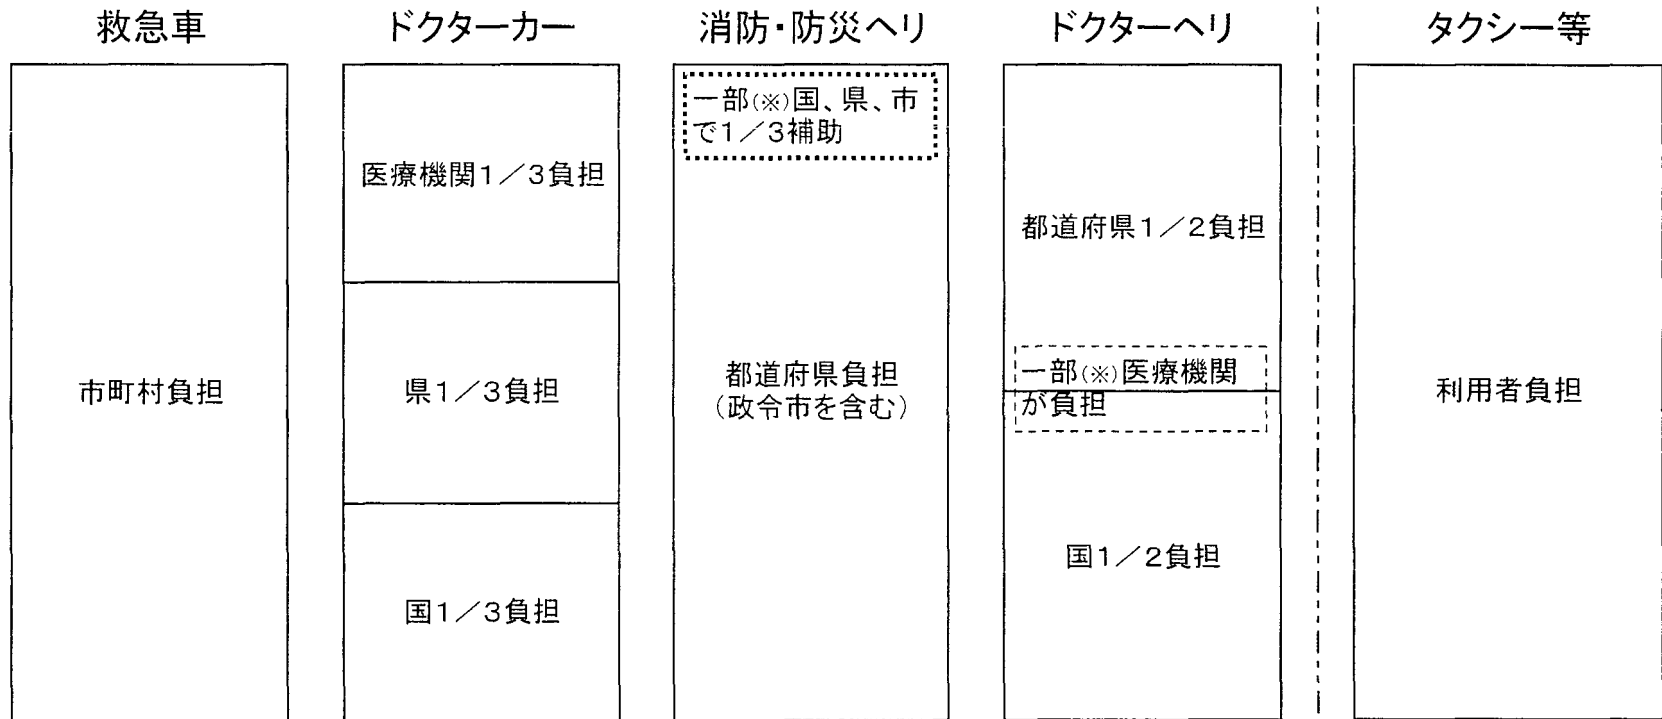 救急車
ドクターカー
消防・防災ヘリ
ドクターヘリ
タクシー等
市町村負担
医療機関1/3負担
県1/3負担
国1/3負担
一部(※)国、県、市
で1/3補助
都道府県負担
(政令市を含む)
都道府県1/2負担
一部(※)医療機関
が負担
国1/2負担
利用者負担